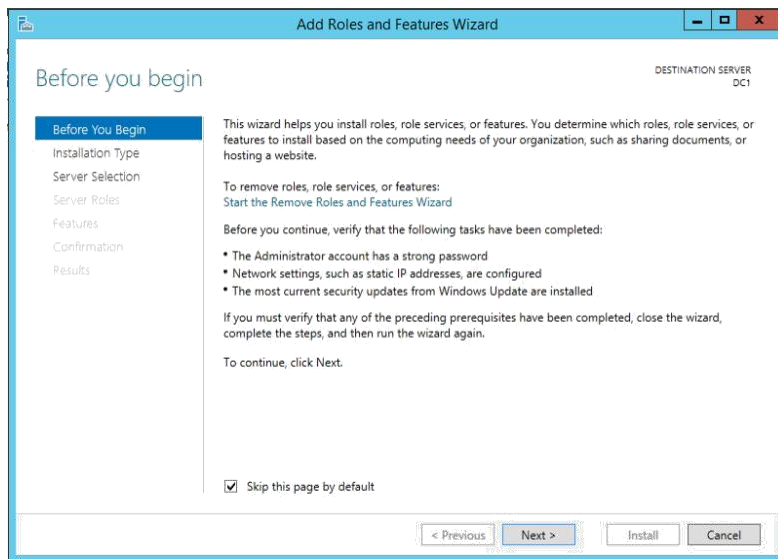 Add Roles and Features Wizard
Before you begin
DESTINATION SERVER
DC1
Before You Begin
Installation Type
Server Selection
Server Roles
Features
Confirmation
Results
This wizard helps you install roles, role services, or features. You determine which roles, role services, or
features to install based on the computing needs of your organization, such as sharing documents, or
hosting a website.
To remove roles, role services, or features:
Start the Remove Roles and Features Wizard
Before you continue, verify that the following tasks have been completed:
• The Administrator account has a strong password
• Network settings, such as static IP addresses, are configured
• The most current security updates from Windows Update are installed
If you must verify that any of the preceding prerequisites have been completed, close the wizard,
complete the steps, and then run the wizard again.
To continue, click Next.
Skip this page by default
< Previous
Next >
Install
Cancel